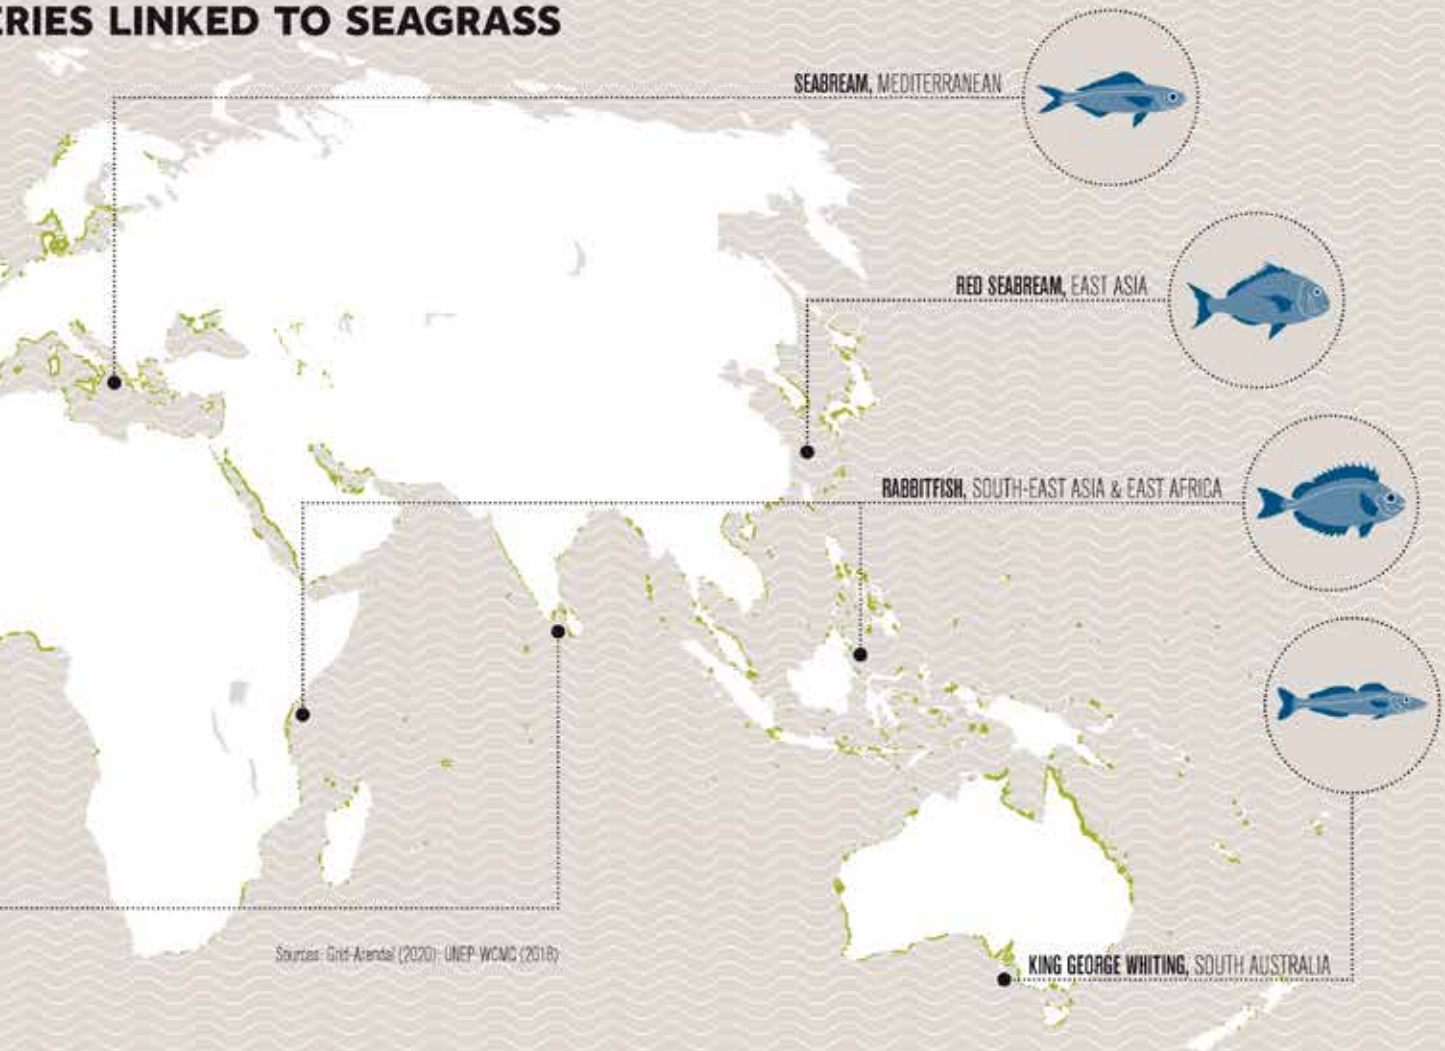 ERIES LINKED TO SEAGRASS
SEABREAM, MEDITERRANEAN
RED SEABREAM, EAST ASIA
RABBITFISH, SOUTH-EAST ASIA & EAST AFRICA
KING GEORGE WHITING, SOUTH AUSTRALIA
Sources: Grid-Arendal (2020); UNEP-WCMC (2018)